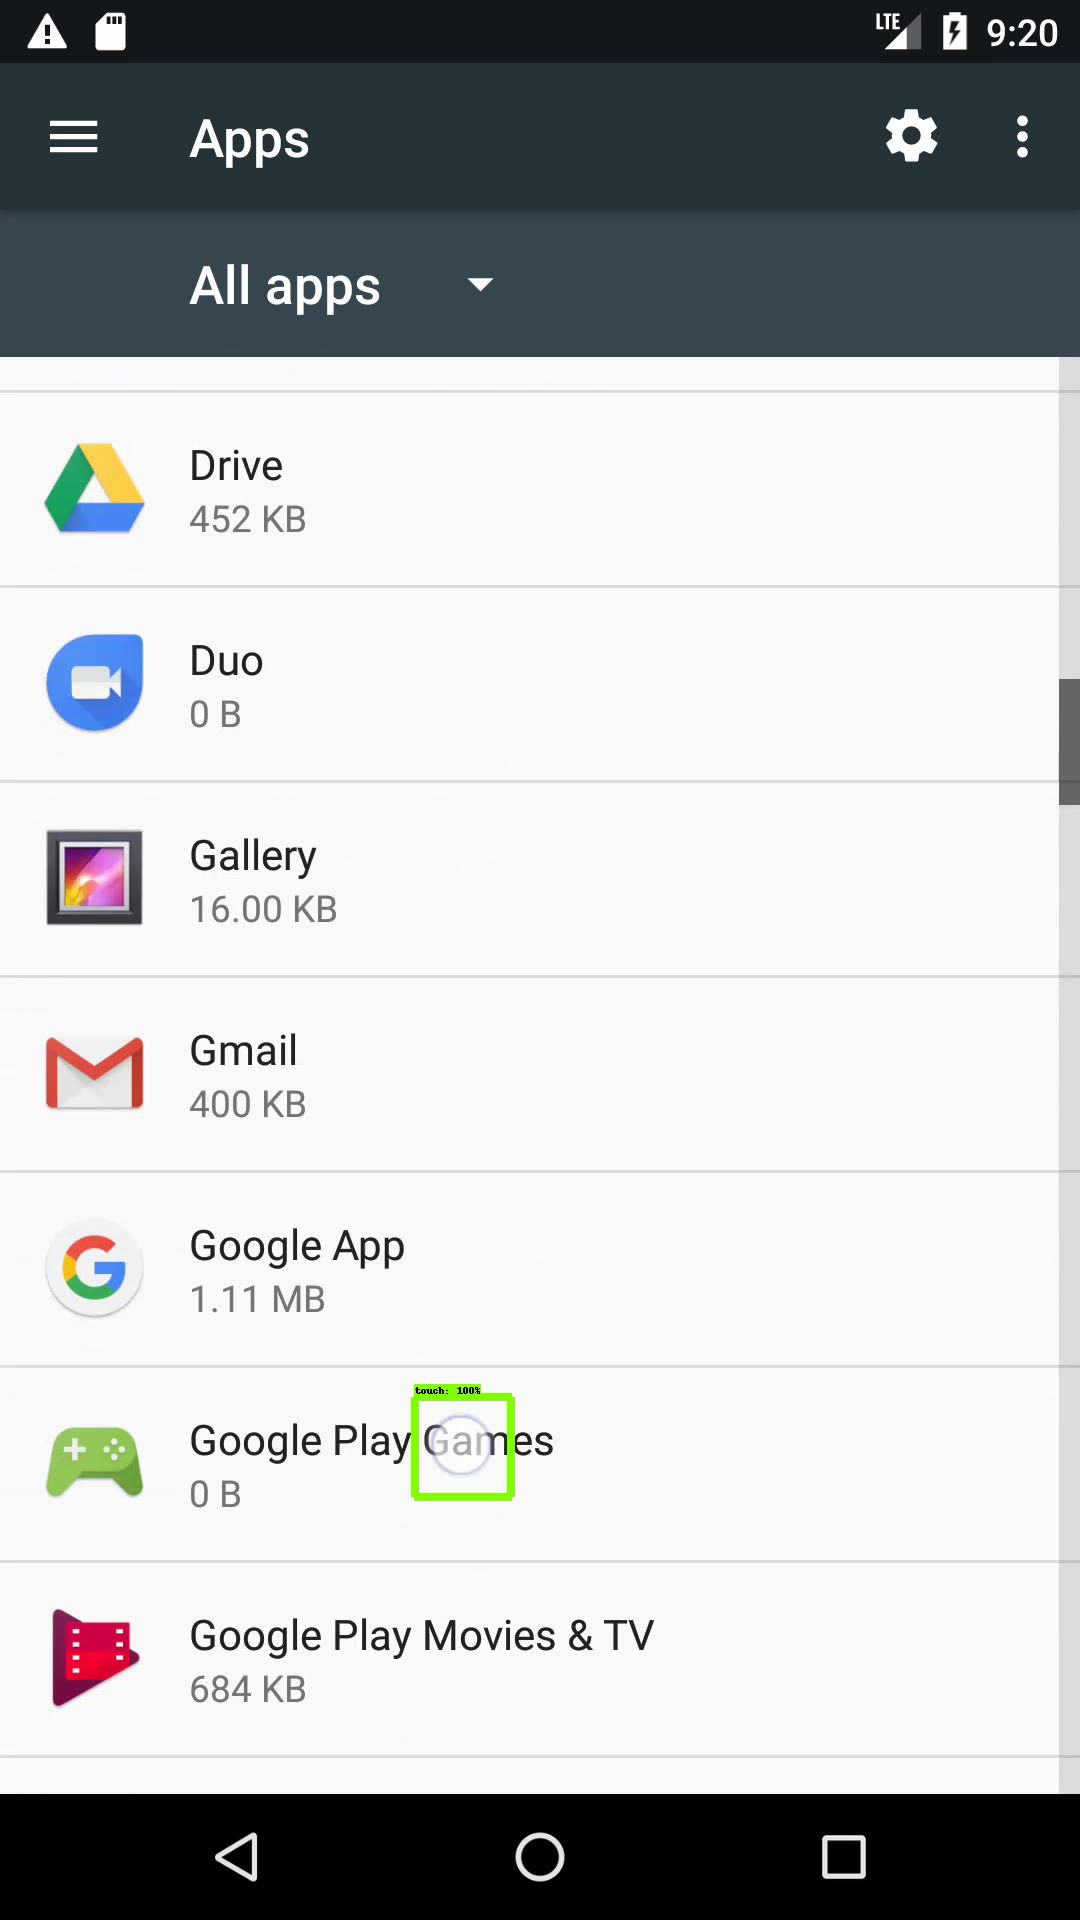 LTE 9:20
Apps
All apps
Drive
452 KB
Duo
0 B
Gallery
16.00 KB
Gmail
400 KB
Google App
1.11 MB
touch: 100%
Google Play Games
0 B
Google Play Movies & TV
684 KB